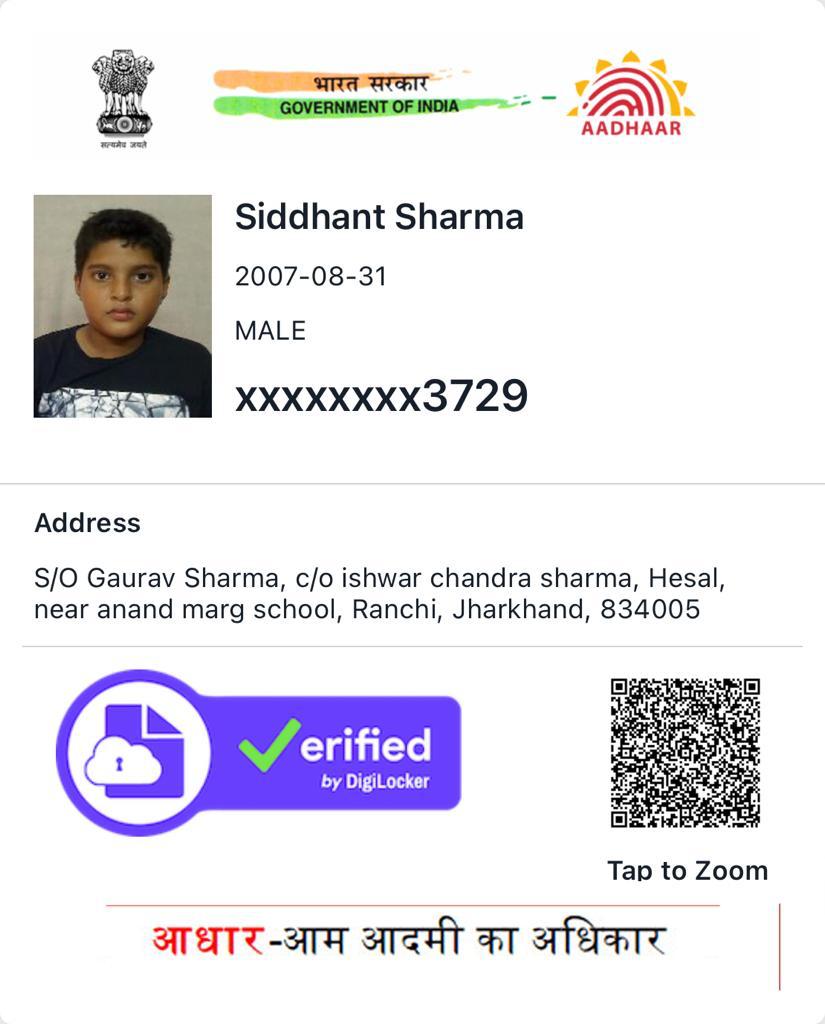 सत्यमेव जयते
भारत सरकार
GOVERNMENT OF INDIA
AADHAAR
Siddhant Sharma
2007-08-31
MALE
xxxxxxxx3729
Address
S/O Gaurav Sharma, c/o ishwar chandra sharma, Hesal,
near anand marg school, Ranchi, Jharkhand, 834005
Verified
by DigiLocker
Tap to Zoom
आधार-आम आदमी का अधिकार